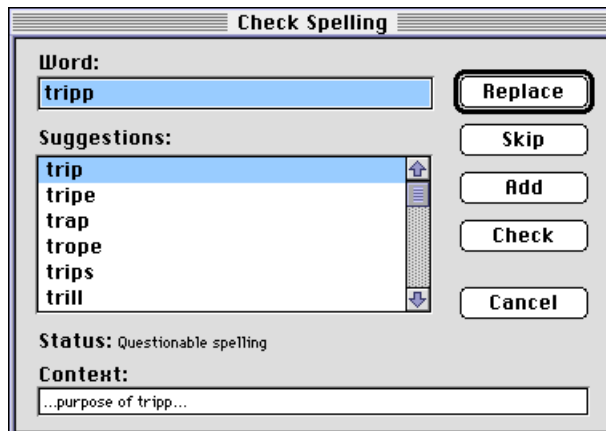 Check Spelling
Word:
tripp
Replace
Suggestions:
Skip
trip
tripe
trap
trope
trips
trill
Add
Check
Cancel
Status: Questionable spelling
Context:
...purpose of tripp...